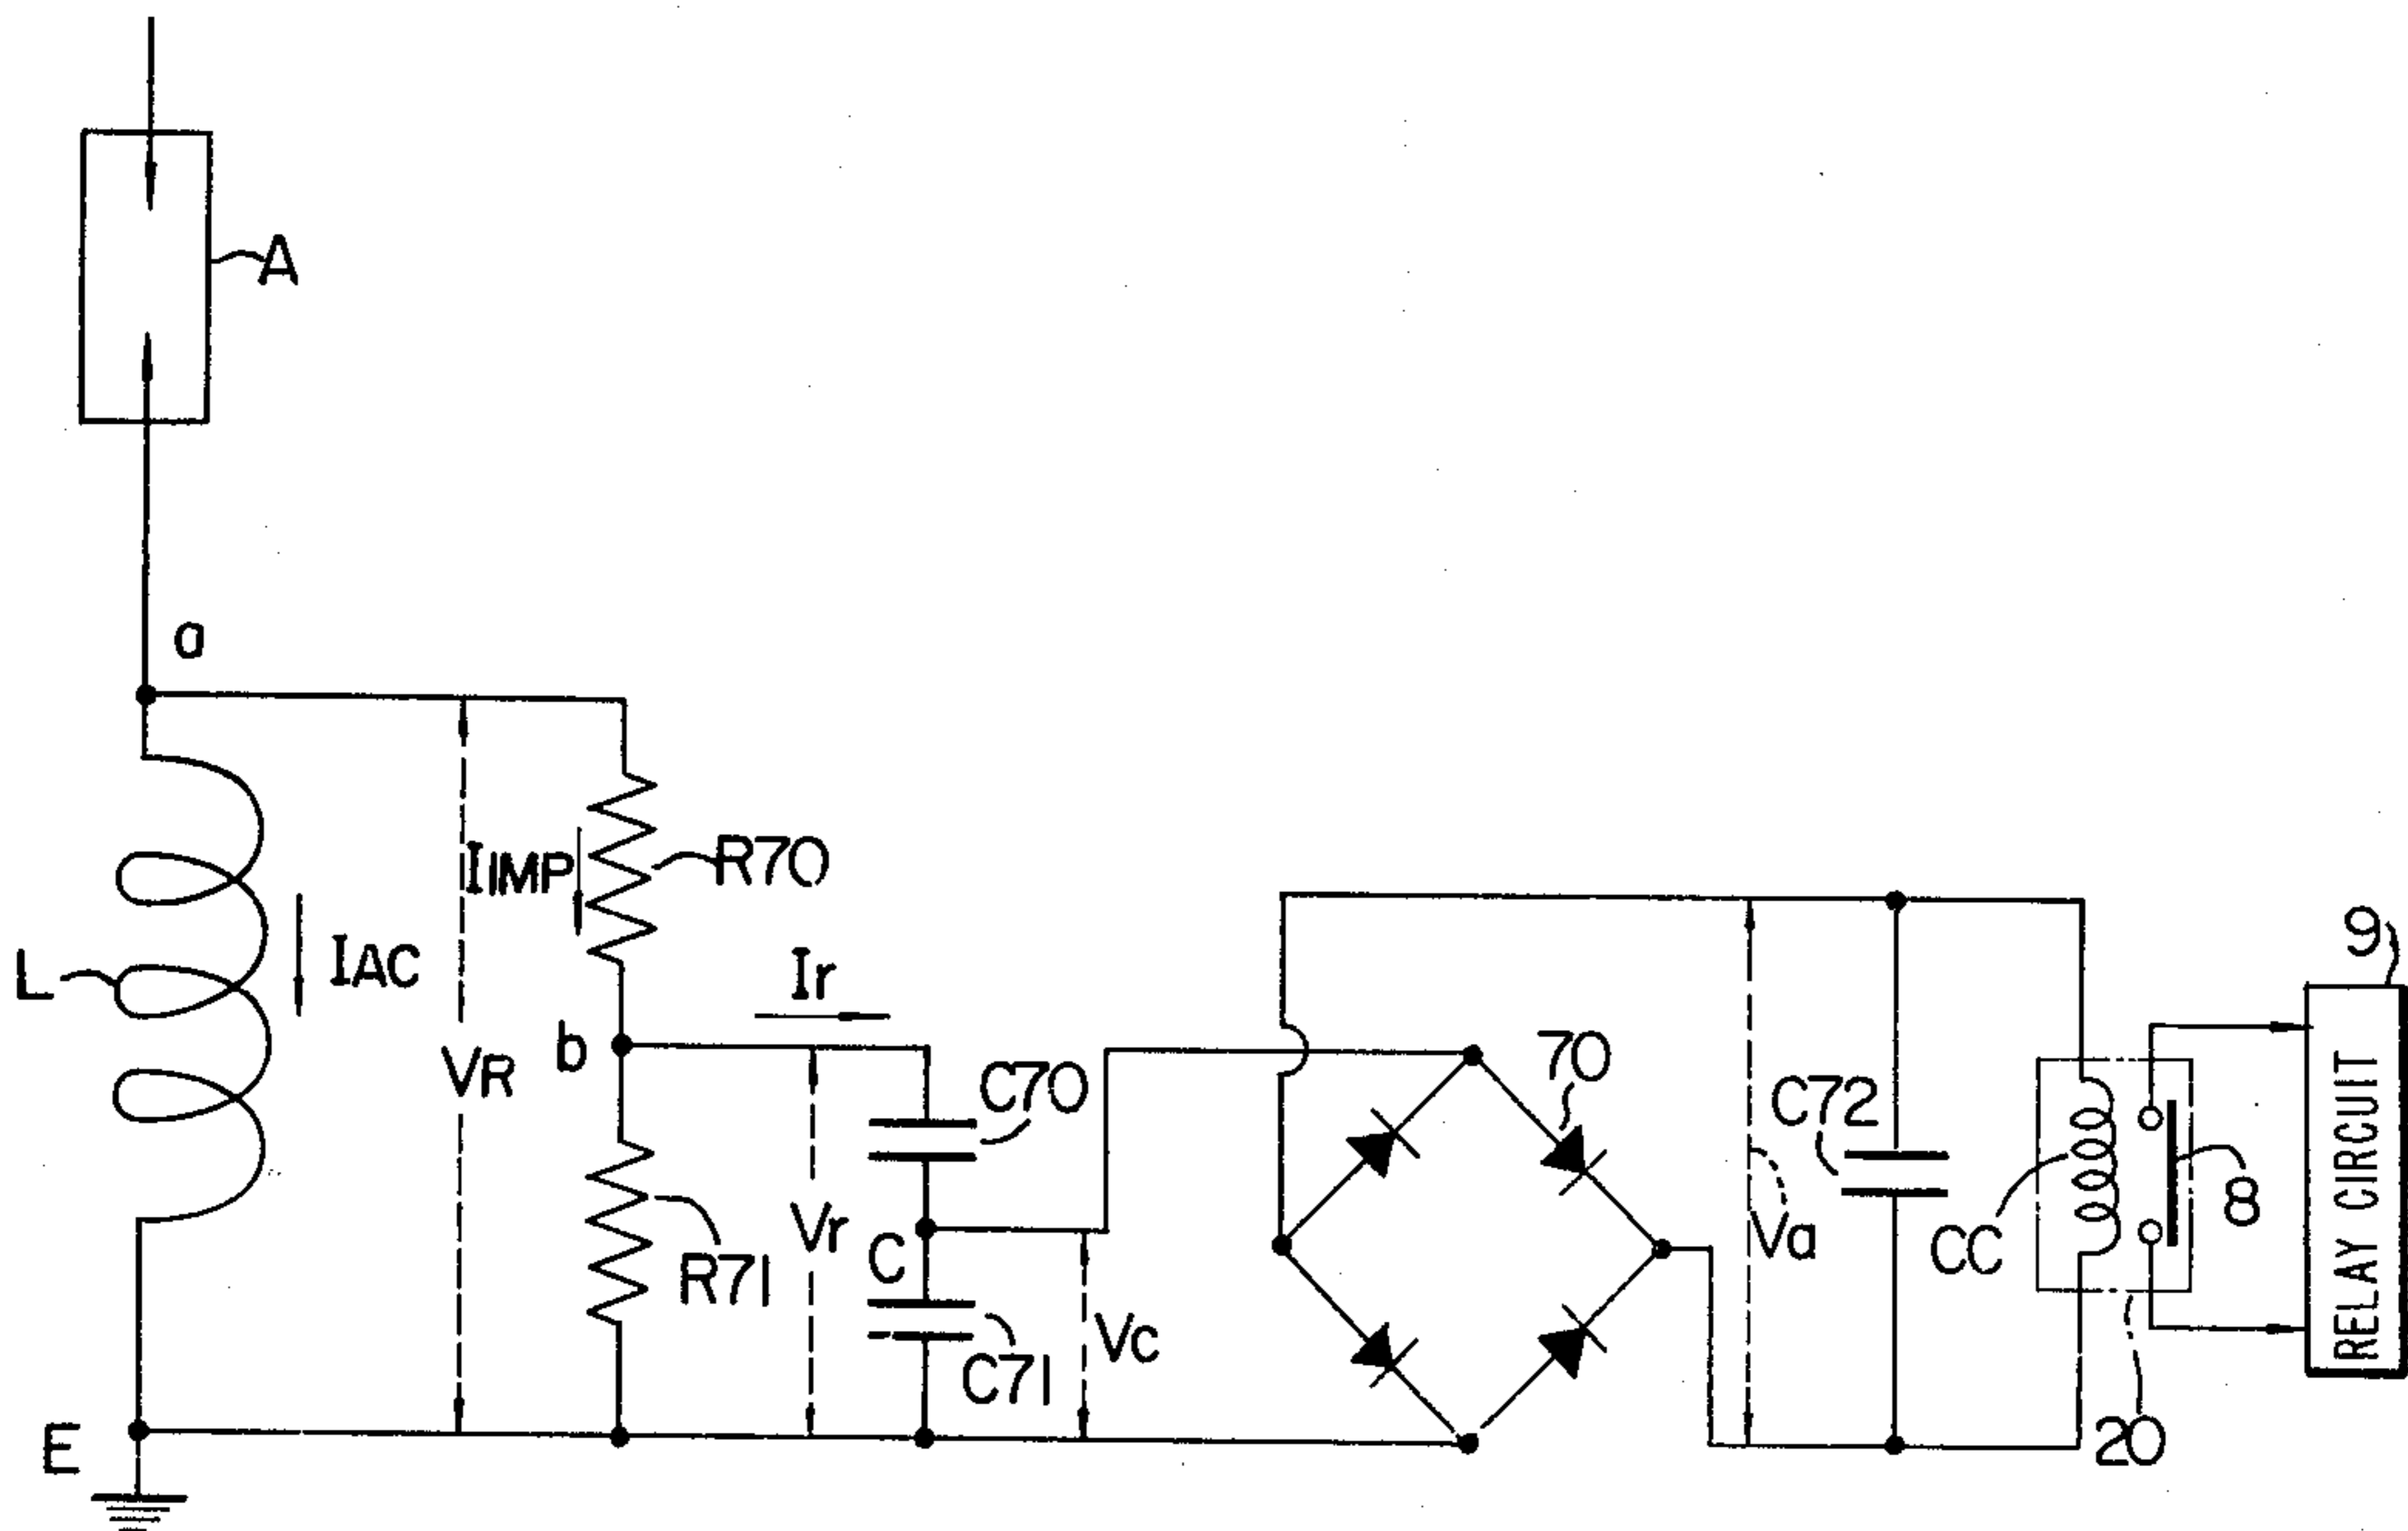 A
a
L
IAC
VR
IIMP
R70
b
Ir
R71
Vr
C70
C
C71
Vc
70
Va
C72
CC
8
9
RELAY CIRCUIT
20
E